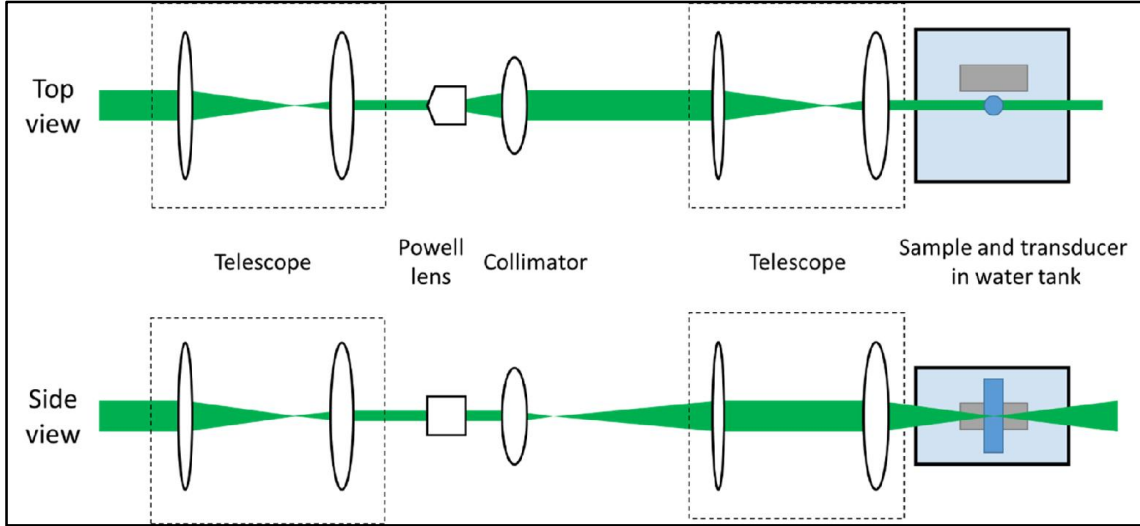 Top
view
Telescope
Powell
lens
Collimator
Telescope
Sample and transducer
in water tank
Side
view